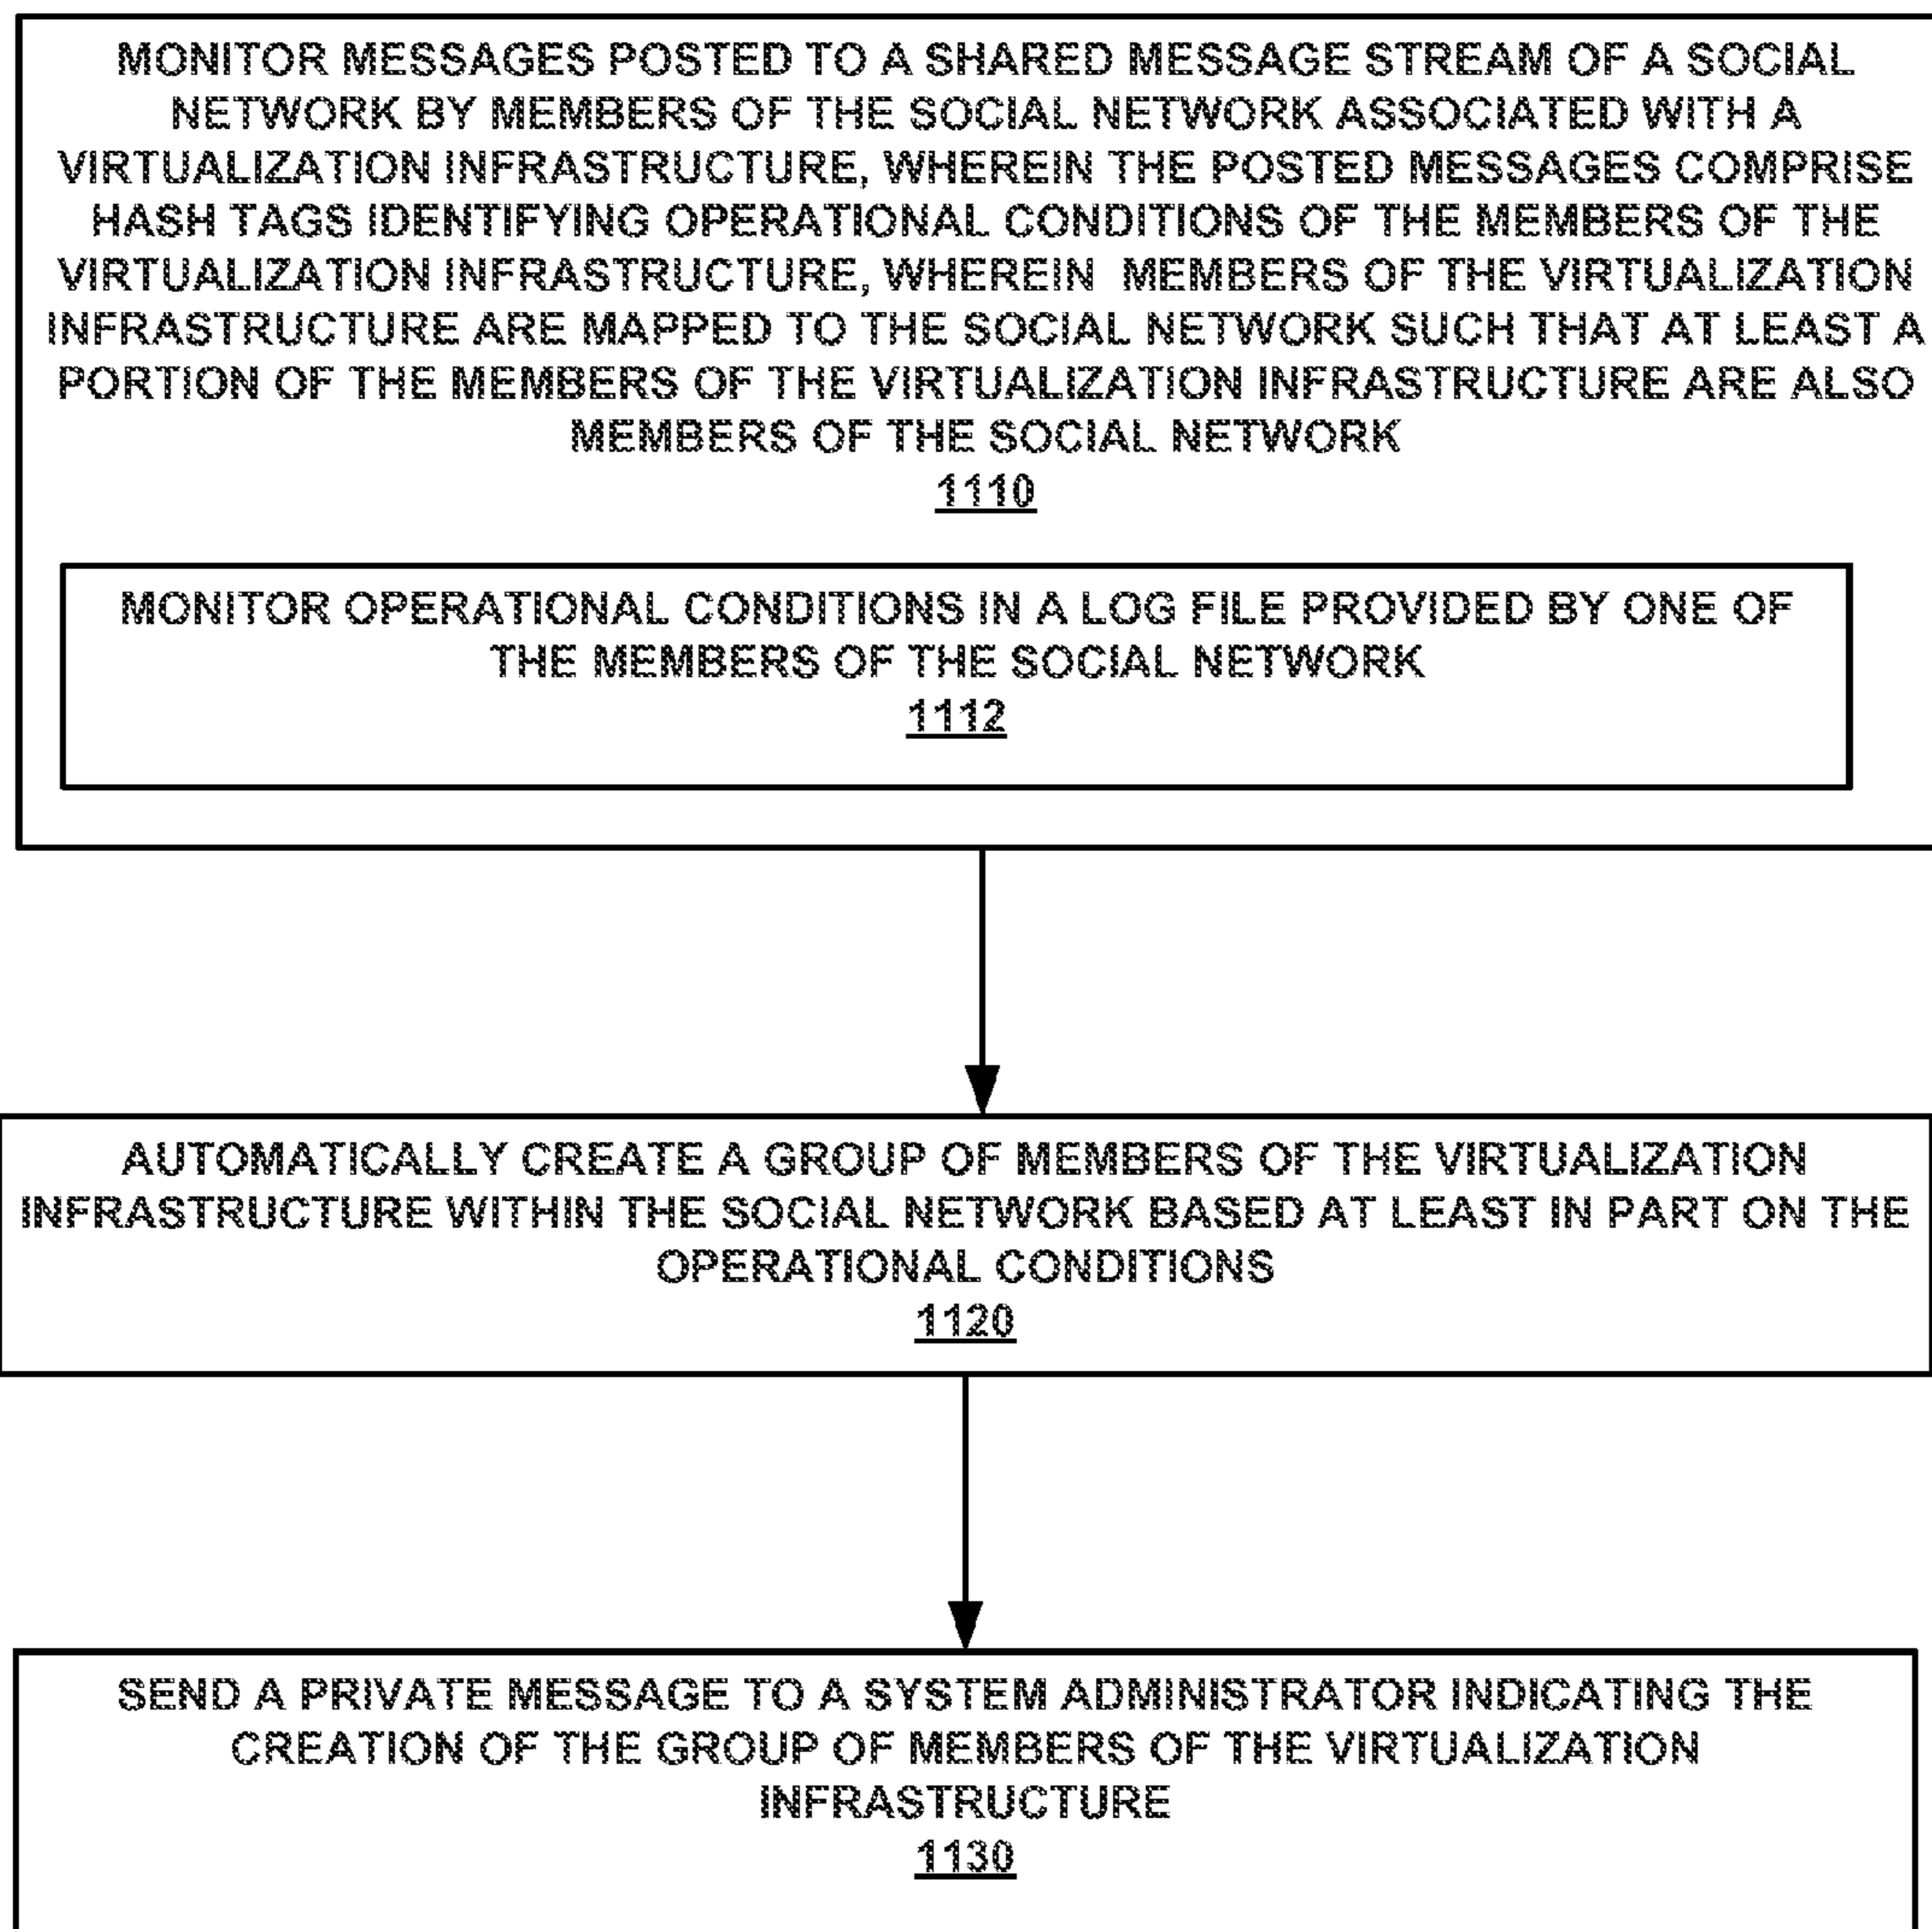 MONITOR MESSAGES POSTED TO A SHARED MESSAGE STREAM OF A SOCIAL
NETWORK BY MEMBERS OF THE SOCIAL NETWORK ASSOCIATED WITH A
VIRTUALIZATION INFRASTRUCTURE, WHEREIN THE POSTED MESSAGES COMPRISE
HASH TAGS IDENTIFYING OPERATIONAL CONDITIONS OF THE MEMBERS OF THE
VIRTUALIZATION INFRASTRUCTURE, WHEREIN MEMBERS OF THE VIRTUALIZATION
INFRASTRUCTURE ARE MAPPED TO THE SOCIAL NETWORK SUCH THAT AT LEAST A
PORTION OF THE MEMBERS OF THE VIRTUALIZATION INFRASTRUCTURE ARE ALSO
MEMBERS OF THE SOCIAL NETWORK
1110
MONITOR OPERATIONAL CONDITIONS IN A LOG FILE PROVIDED BY ONE OF
THE MEMBERS OF THE SOCIAL NETWORK
1112
AUTOMATICALLY CREATE A GROUP OF MEMBERS OF THE VIRTUALIZATION
INFRASTRUCTURE WITHIN THE SOCIAL NETWORK BASED AT LEAST IN PART ON THE
OPERATIONAL CONDITIONS
1120
SEND A PRIVATE MESSAGE TO A SYSTEM ADMINISTRATOR INDICATING THE
CREATION OF THE GROUP OF MEMBERS OF THE VIRTUALIZATION
INFRASTRUCTURE
1130